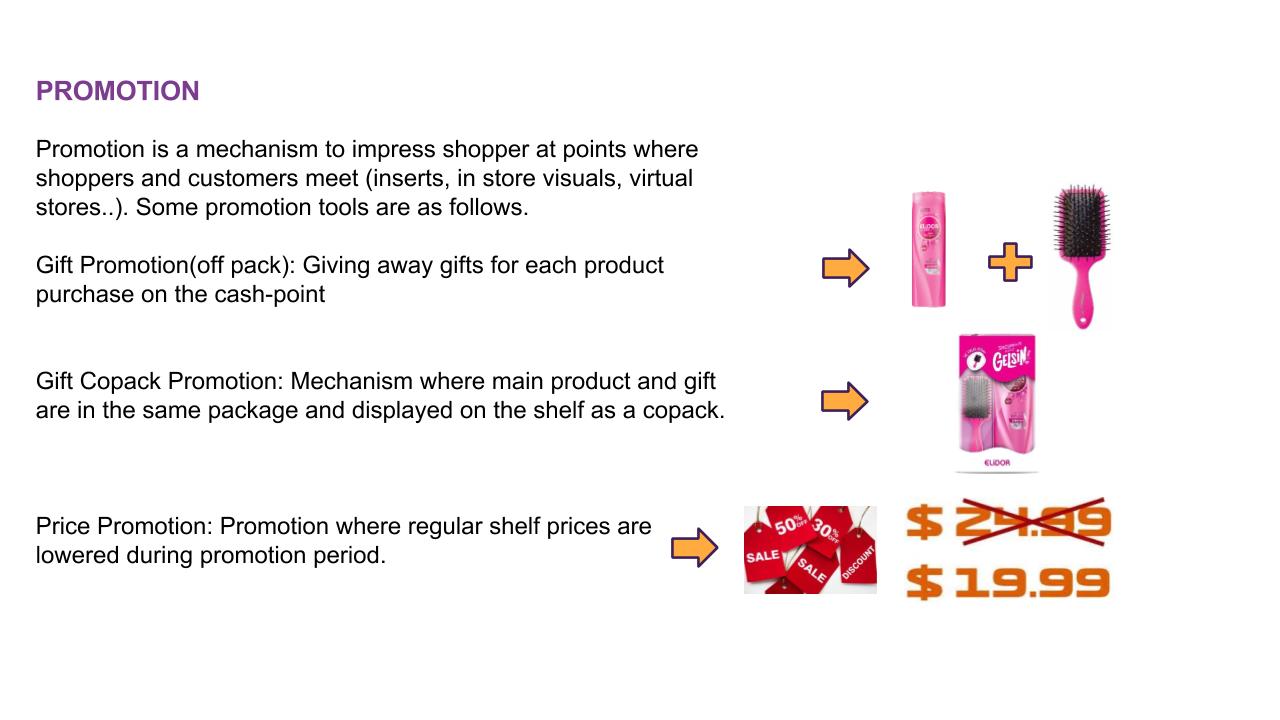 PROMOTION
Promotion is a mechanism to impress shopper at points where
shoppers and customers meet (inserts, in store visuals, virtual
stores..). Some promotion tools are as follows.
Gift Promotion(off pack): Giving away gifts for each product
purchase on the cash-point
ELIDOR
Gift Copack Promotion: Mechanism where main product and gift
are in the same package and displayed on the shelf as a copack.
GELSİN!
ELIDOR
Price Promotion: Promotion where regular shelf prices are
lowered during promotion period.
50% OFF
30% OFF
SALE
SALE
DISCOUNT
$ 24.99
$ 19.99